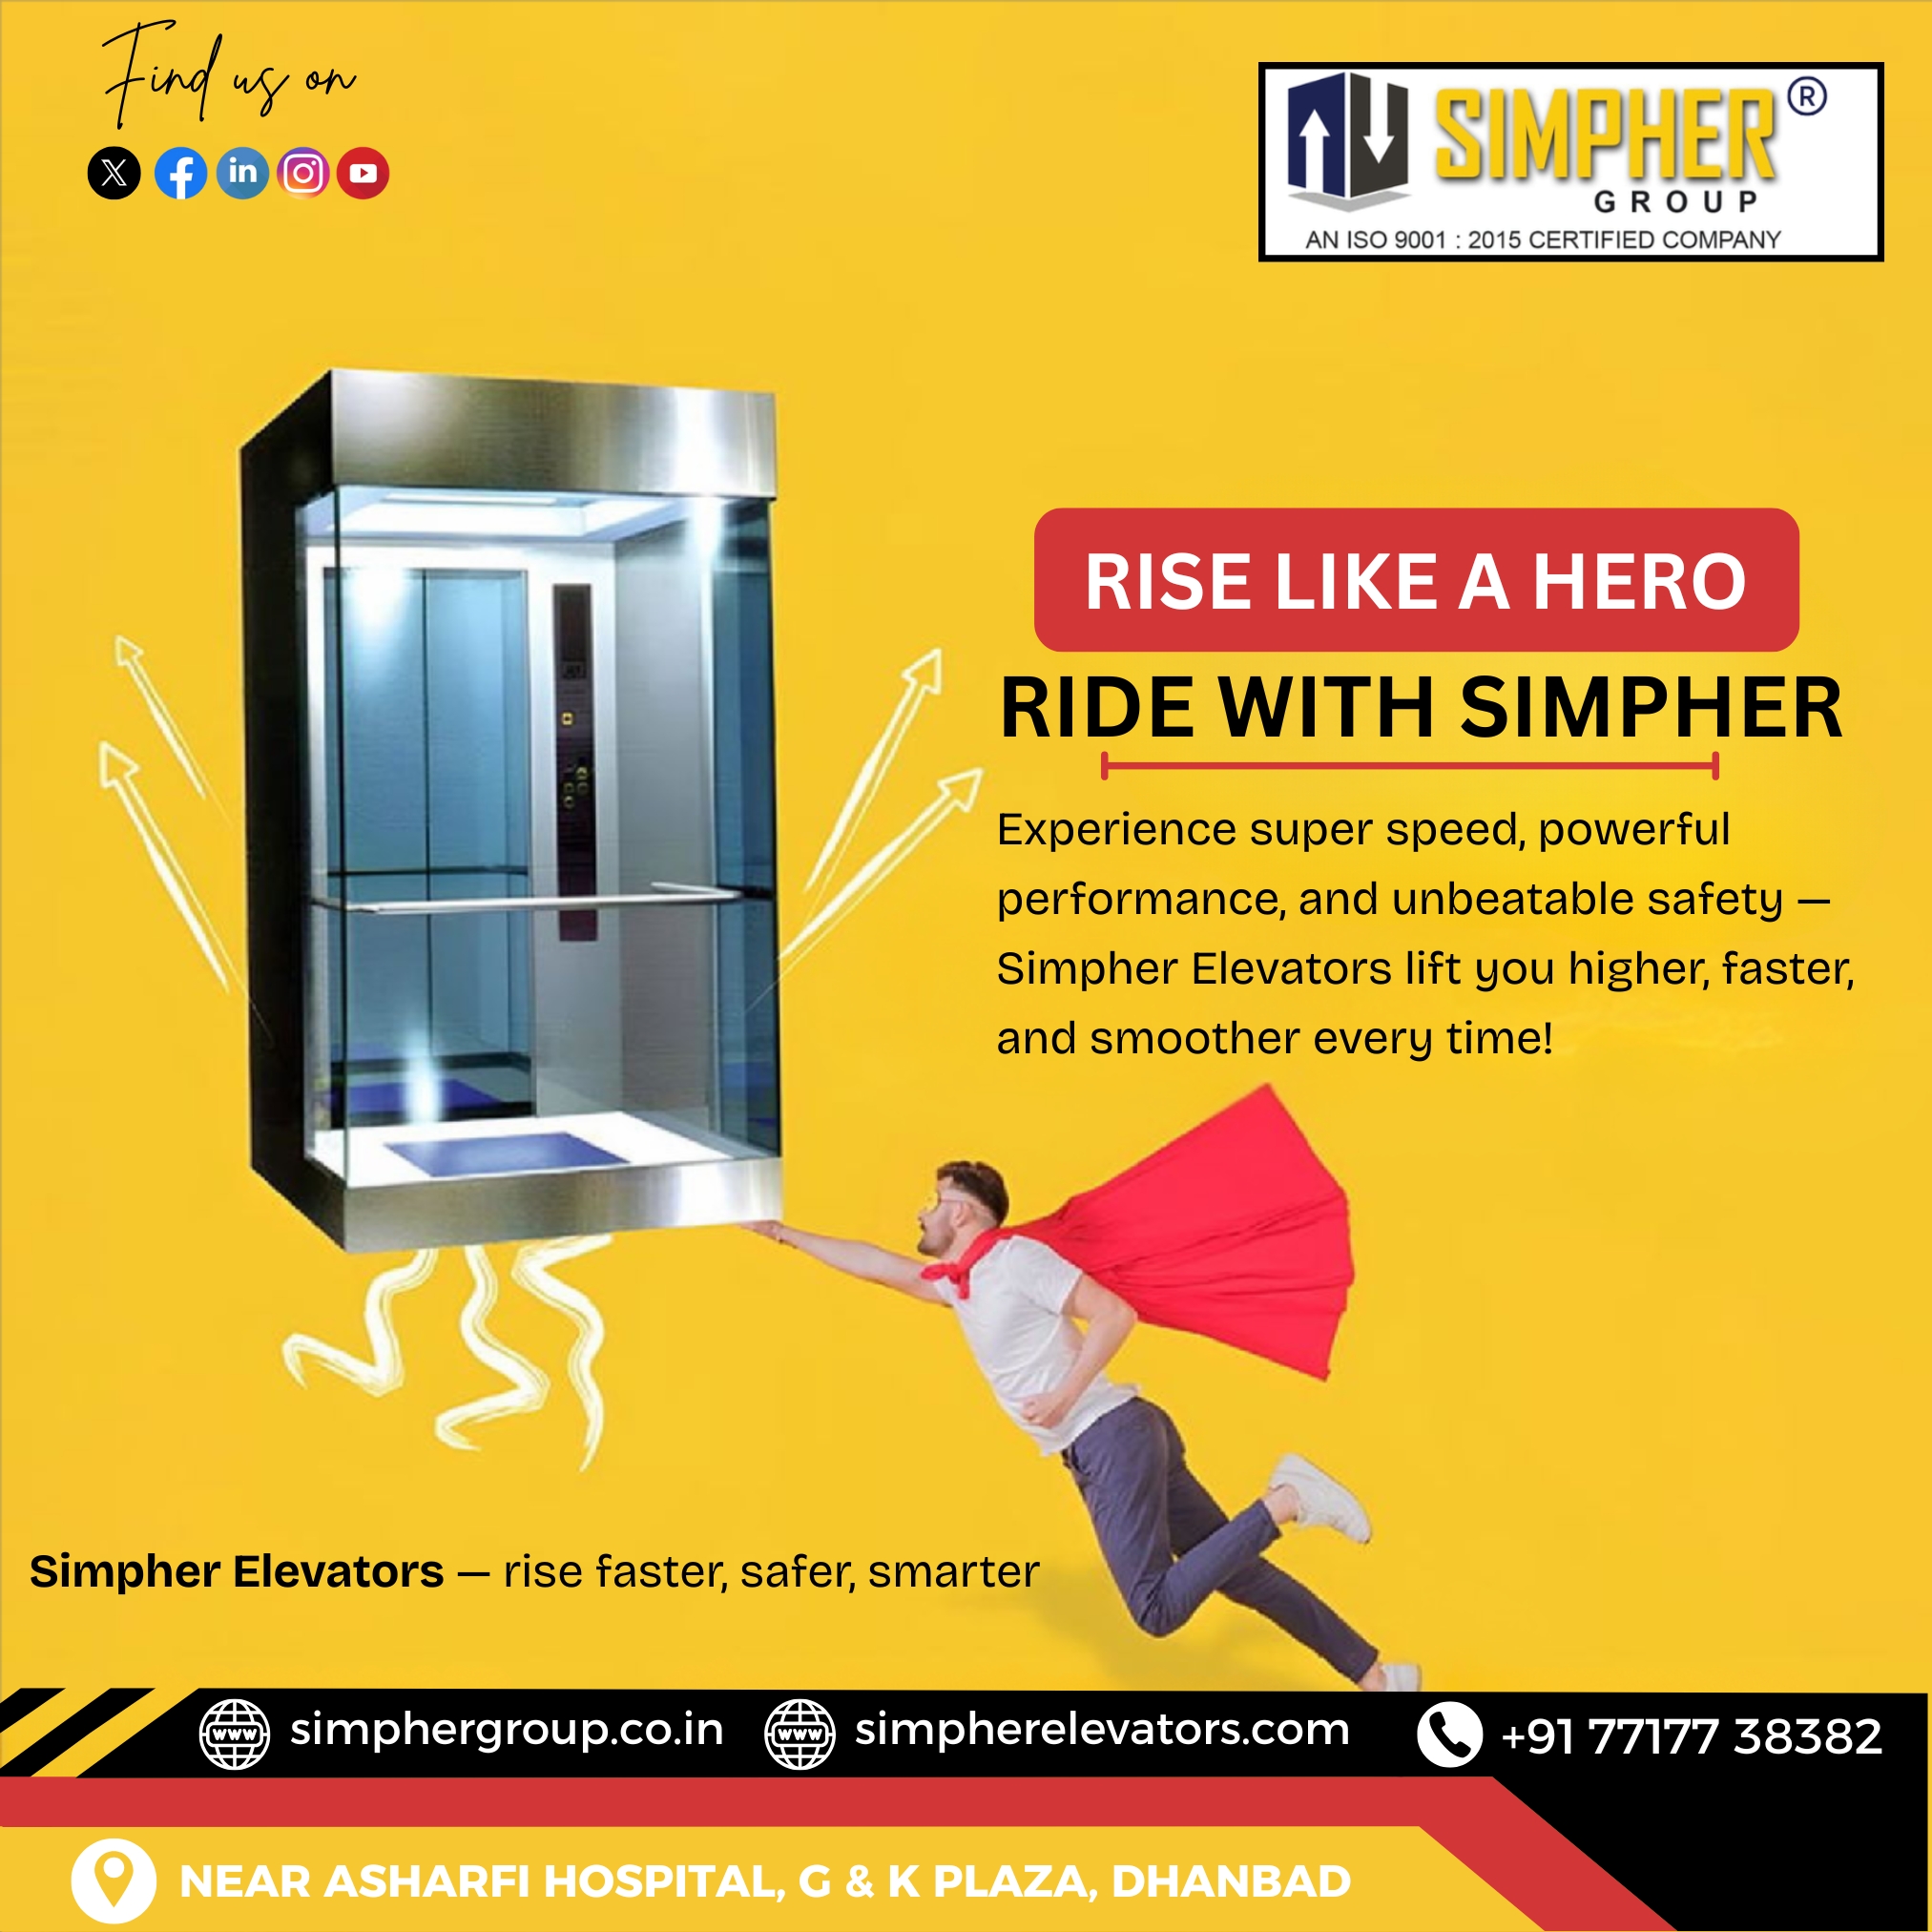 Find us on
SIMPHER ®
GROUP
AN ISO 9001 : 2015 CERTIFIED COMPANY
RISE LIKE A HERO
RIDE WITH SIMPHER
Experience super speed, powerful
performance, and unbeatable safety —
Simpher Elevators lift you higher, faster,
and smoother every time!
Simpher Elevators — rise faster, safer, smarter
www simphergroup.co.in www simpherelevators.com +91 77177 38382
NEAR ASHARFI HOSPITAL, G & K PLAZA, DHANBAD